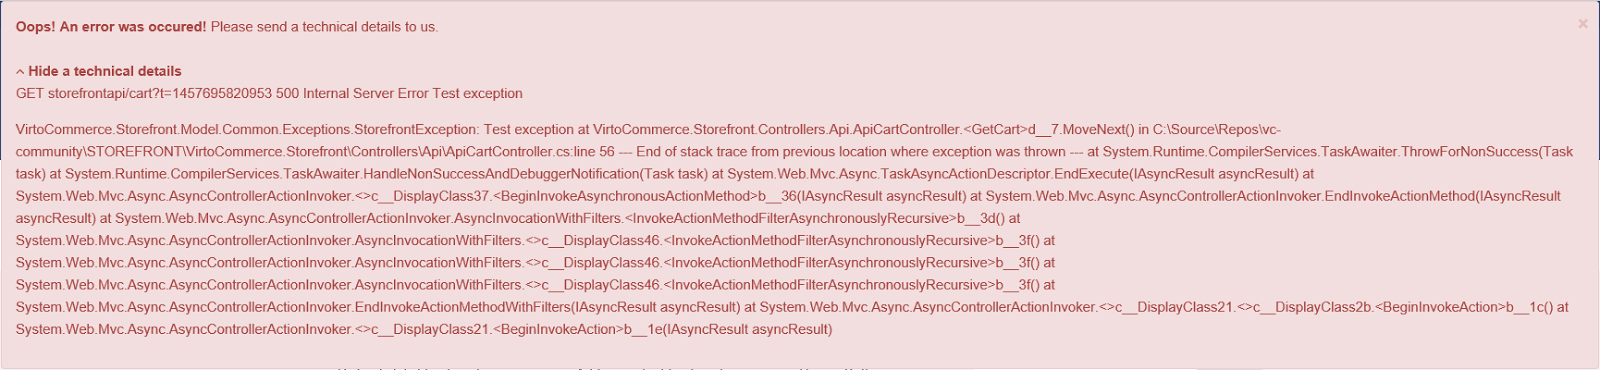 Oops! An error was occured! Please send a technical details to us.
×
Hide a technical details
GET storefrontapi/cart?t=1457695820953 500 Internal Server Error Test exception
VirtoCommerce.Storefront.Model.Common.Exceptions.StorefrontException: Test exception at VirtoCommerce.Storefront.Controllers.Api.ApiCartController.<GetCart>d__7.MoveNext() in C:\Source\Repos\vc-
community\STOREFRONT\VirtoCommerce.Storefront\Controllers\Api\ApiCartController.cs:line 56 --- End of stack trace from previous location where exception was thrown --- at System.Runtime.CompilerServices.TaskAwaiter.ThrowForNonSuccess(Task
task) at System.Runtime.CompilerServices.TaskAwaiter.HandleNonSuccessAndDebuggerNotification(Task task) at System.Web.Mvc.Async.TaskAsyncActionDescriptor.EndExecute(IAsyncResult asyncResult) at
System.Web.Mvc.Async.AsyncControllerActionInvoker.<>c__DisplayClass37.<BeginInvokeAsynchronousActionMethod>b__36(IAsyncResult asyncResult) at System.Web.Mvc.Async.AsyncControllerActionInvoker.EndInvokeActionMethod(IAsyncResult
asyncResult) at System.Web.Mvc.Async.AsyncControllerActionInvoker.AsyncInvocationWithFilters.<InvokeActionMethodFilterAsynchronouslyRecursive>b__3d() at
System.Web.Mvc.Async.AsyncControllerActionInvoker.AsyncInvocationWithFilters.<>c__DisplayClass46.<InvokeActionMethodFilterAsynchronouslyRecursive>b__3f() at
System.Web.Mvc.Async.AsyncControllerActionInvoker.AsyncInvocationWithFilters.<>c__DisplayClass46.<InvokeActionMethodFilterAsynchronouslyRecursive>b__3f() at
System.Web.Mvc.Async.AsyncControllerActionInvoker.AsyncInvocationWithFilters.<>c__DisplayClass46.<InvokeActionMethodFilterAsynchronouslyRecursive>b__3f() at
System.Web.Mvc.Async.AsyncControllerActionInvoker.EndInvokeActionMethodWithFilters(IAsyncResult asyncResult) at System.Web.Mvc.Async.AsyncControllerActionInvoker.<>c__DisplayClass21.<>c__DisplayClass2b.<BeginInvokeAction>b__1c() at
System.Web.Mvc.Async.AsyncControllerActionInvoker.<>c__DisplayClass21.<BeginInvokeAction>b__1e(IAsyncResult asyncResult)